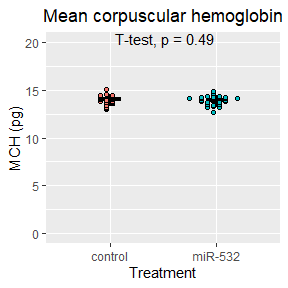 Mean corpuscular hemoglobin
T-test, p = 0.49
20
15
10
5
0
MCH (pg)
control
miR-532
Treatment